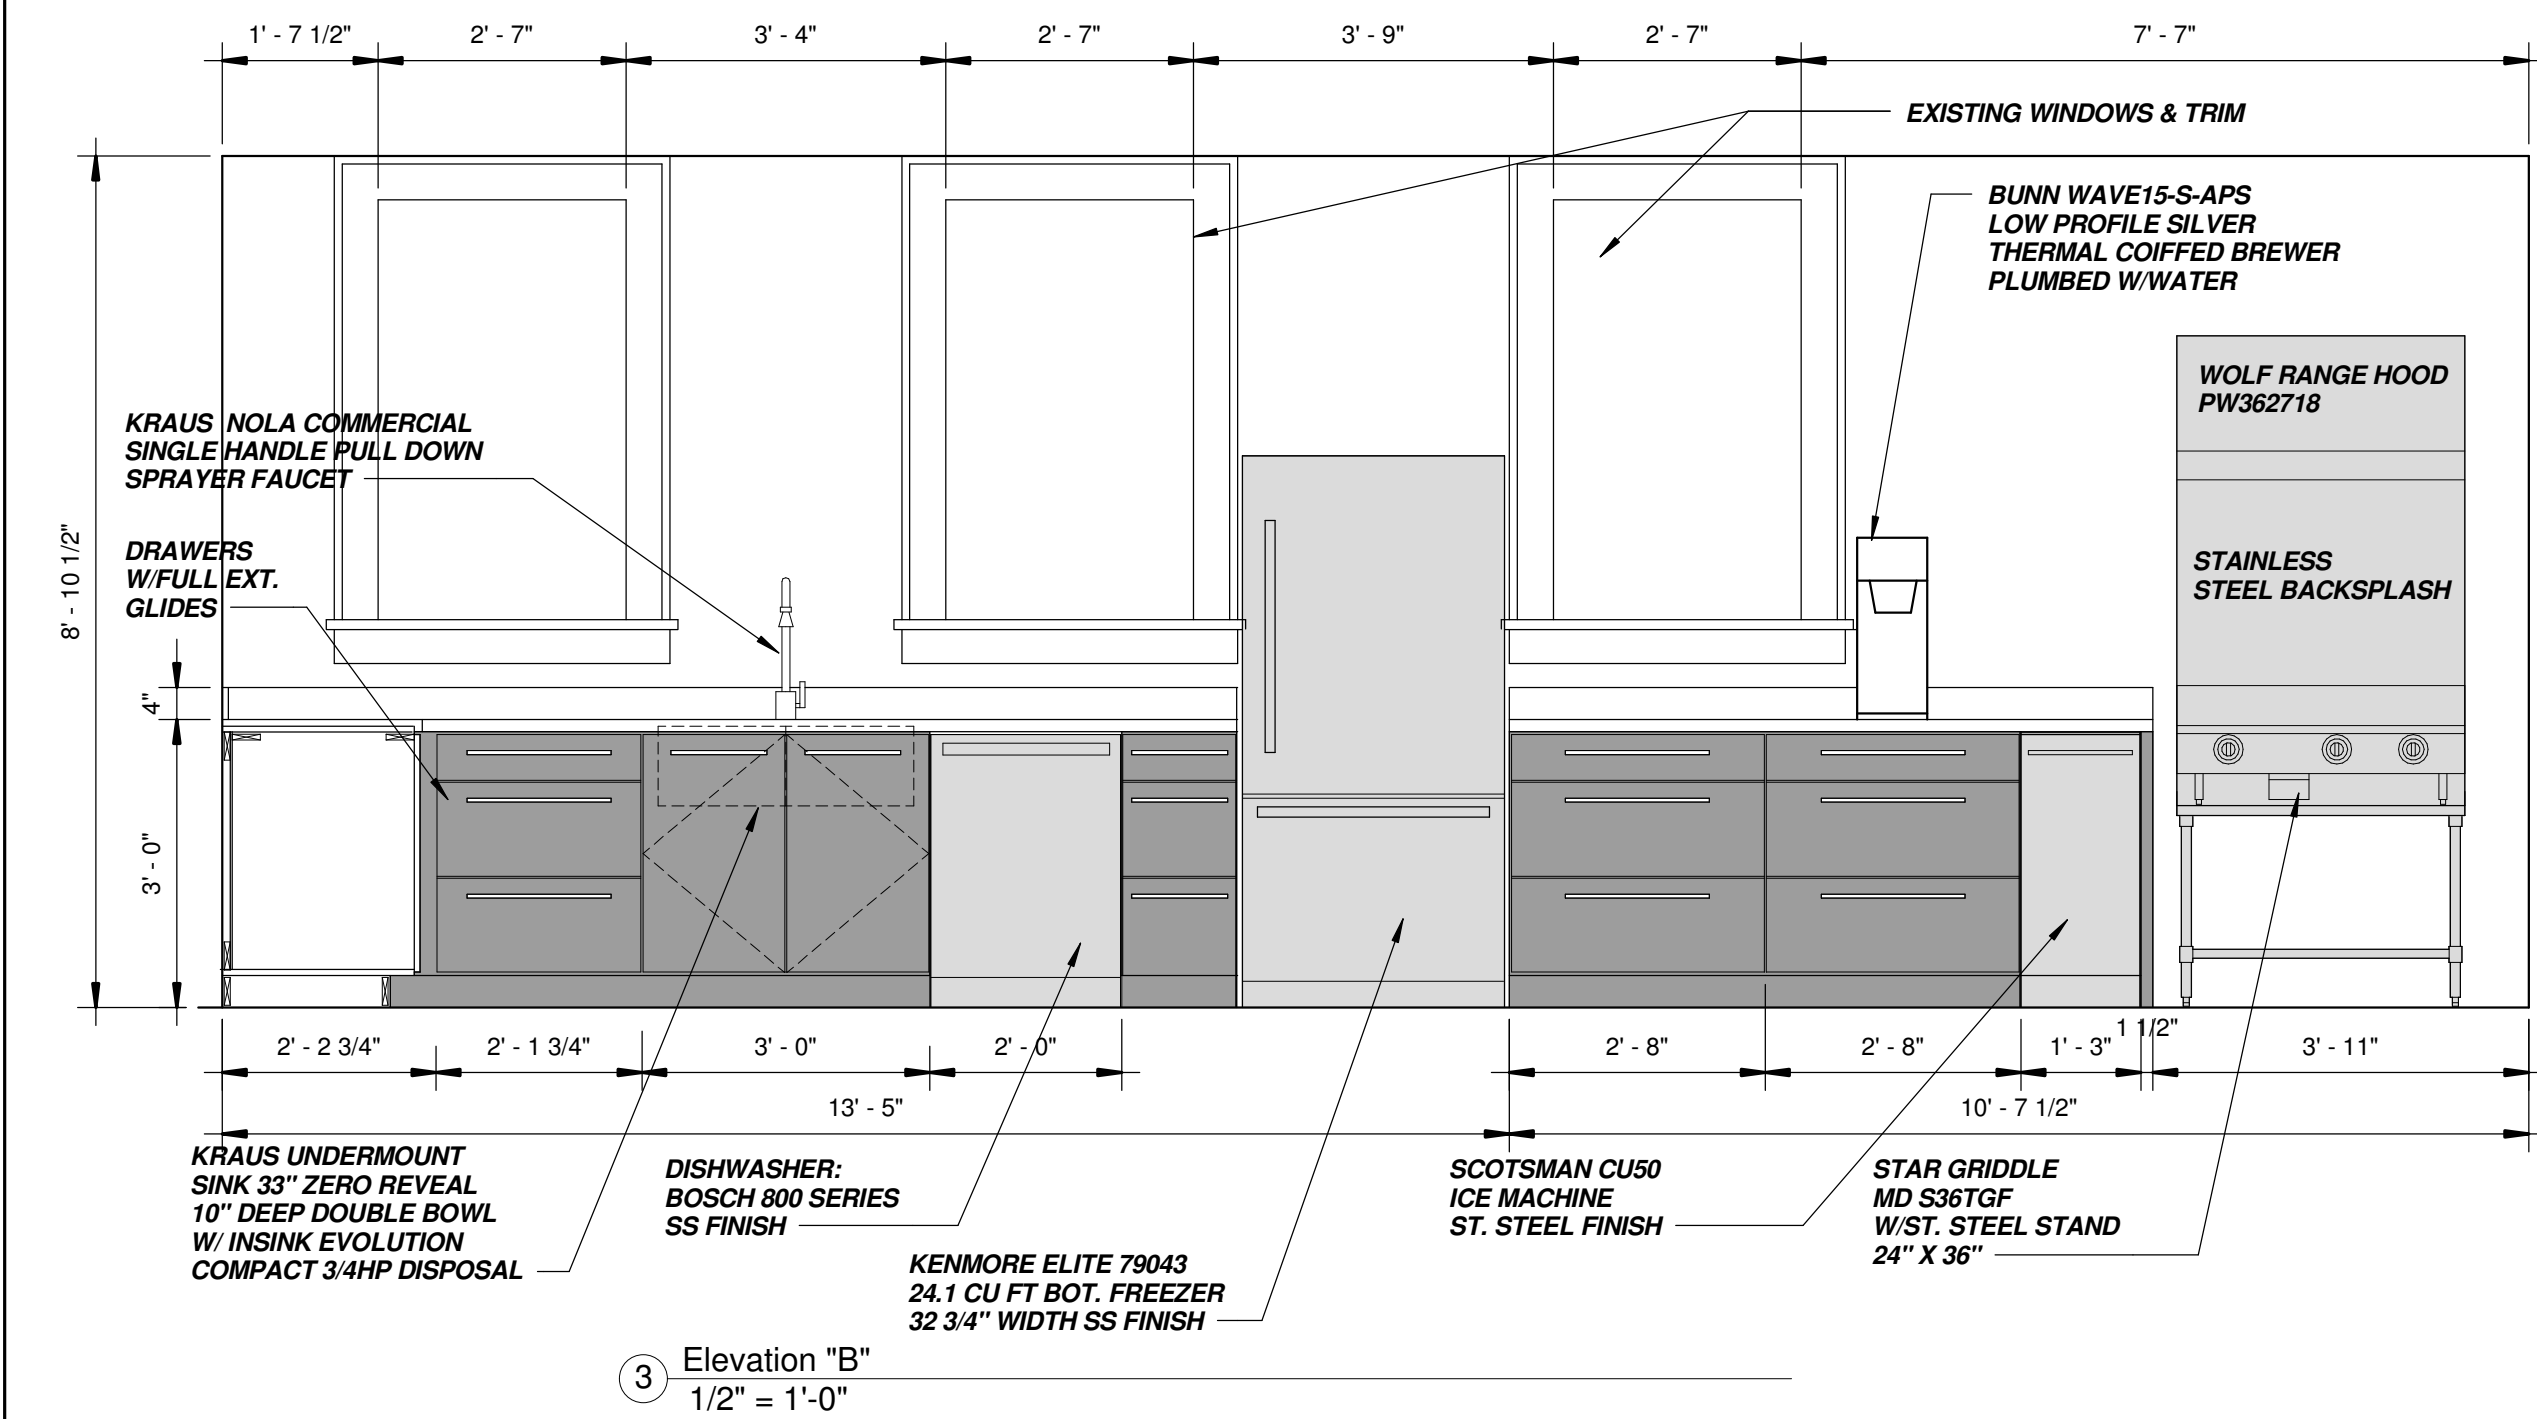 1' - 7 1/2"
2' - 7"
3' - 4"
2' - 7"
3' - 9"
2' - 7"
7' - 7"
EXISTING WINDOWS & TRIM
BUNN WAVE15-S-APS
LOW PROFILE SILVER
THERMAL COIFFED BREWER
PLUMBED W/WATER
WOLF RANGE HOOD
PW362718
KRAUS NOLA COMMERCIAL
SINGLE HANDLE PULL DOWN
SPRAYER FAUCET
DRAWERS
W/FULL EXT.
GLIDES
STAINLESS
STEEL BACKSPLASH
8' - 10 1/2"
4"
3' - 0"
2' - 2 3/4"
2' - 1 3/4"
3' - 0"
2' - 0"
2' - 8"
2' - 8"
1' - 3"
1 1/2"
3' - 11"
13' - 5"
10' - 7 1/2"
KRAUS UNDERMOUNT
SINK 33" ZERO REVEAL
10" DEEP DOUBLE BOWL
W/ INSINK EVOLUTION
COMPACT 3/4HP DISPOSAL
DISHWASHER:
BOSCH 800 SERIES
SS FINISH
KENMORE ELITE 79043
24.1 CU FT BOT. FREEZER
32 3/4" WIDTH SS FINISH
SCOTSMAN CU50
ICE MACHINE
ST. STEEL FINISH
STAR GRIDDLE
MD S36TGF
W/ST. STEEL STAND
24" X 36"
3
Elevation "B"
1/2" = 1'-0"